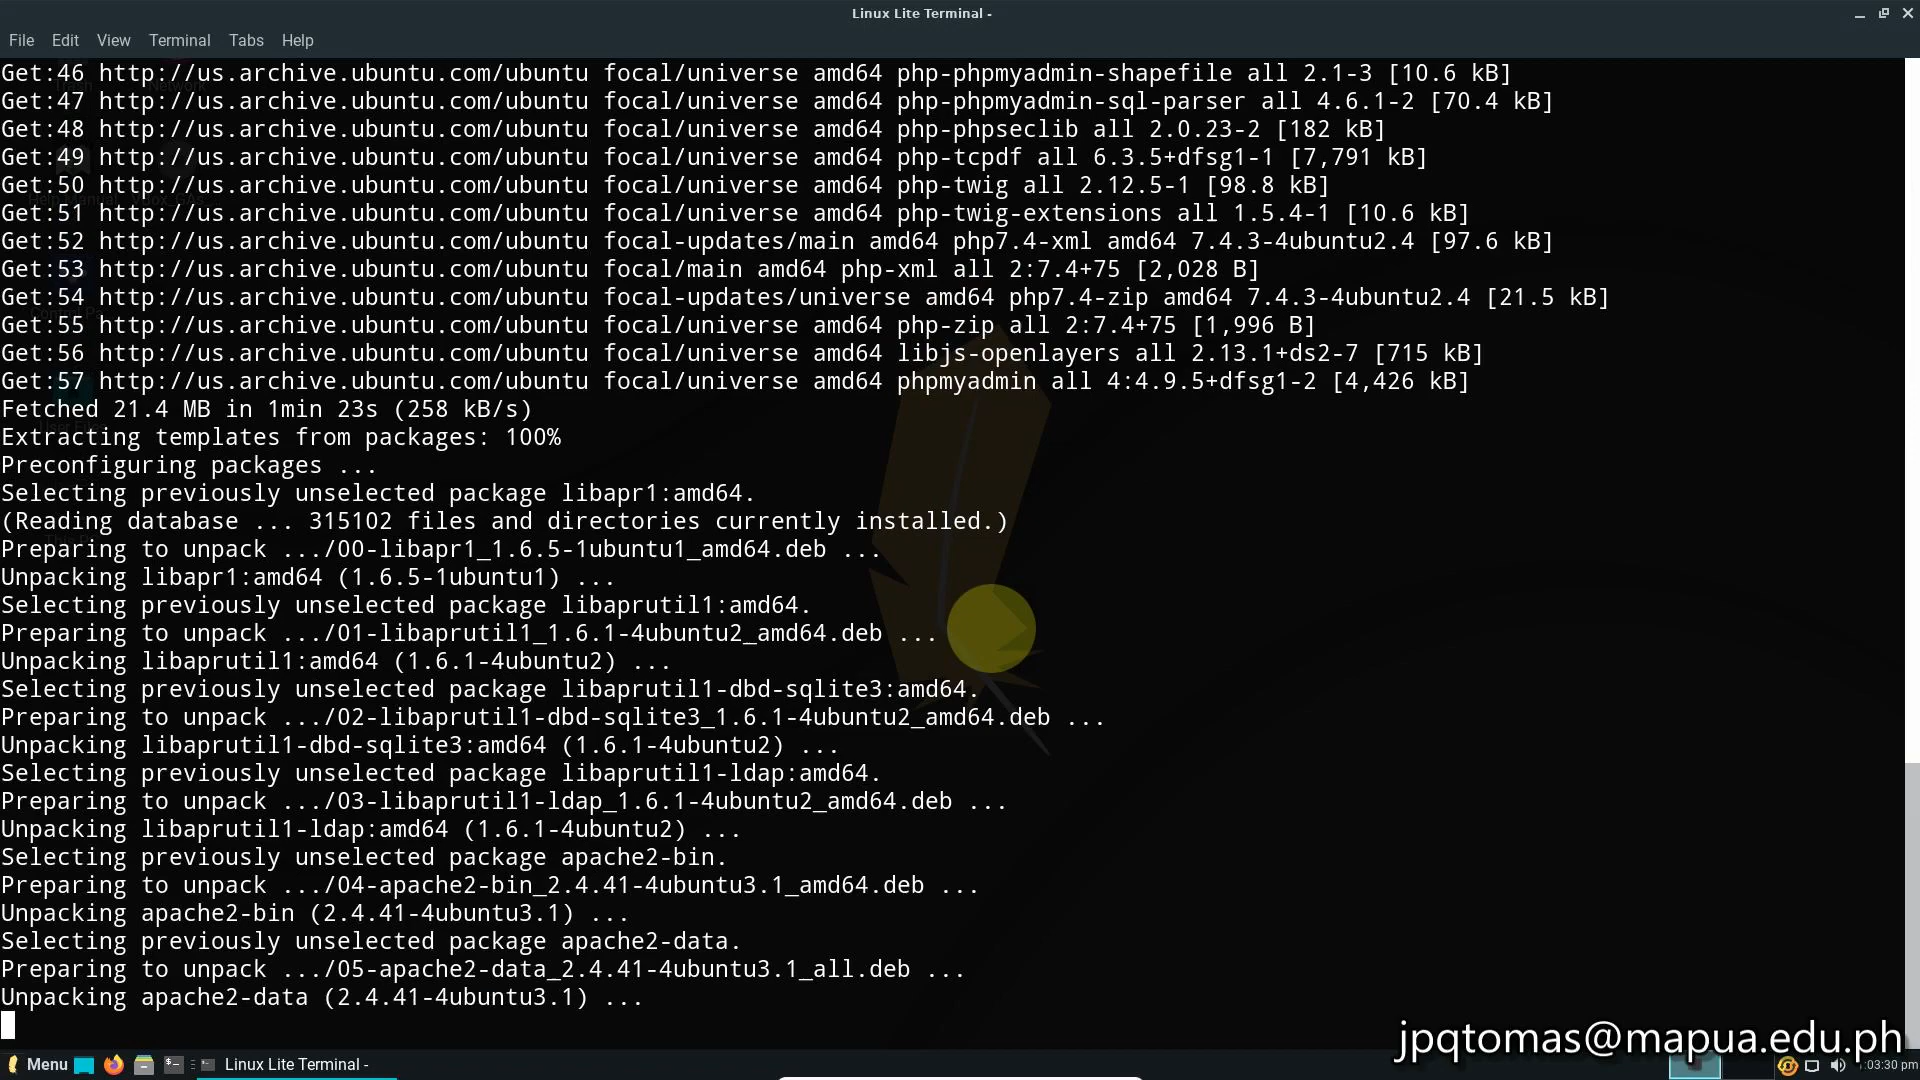 Linux Lite Terminal -
File Edit View Terminal Tabs Help
Get:46 http://us.archive.ubuntu.com/ubuntu focal/universe amd64 php-phpmyadmin-shapefile all 2.1-3 [10.6 kB]
Get:47 http://us.archive.ubuntu.com/ubuntu focal/universe amd64 php-phpmyadmin-sql-parser all 4.6.1-2 [70.4 kB]
Get:48 http://us.archive.ubuntu.com/ubuntu focal/universe amd64 php-phpseclib all 2.0.23-2 [182 kB]
Get:49 http://us.archive.ubuntu.com/ubuntu focal/universe amd64 php-tcpdf all 6.3.5+dfsg1-1 [7,791 kB]
Get:50 http://us.archive.ubuntu.com/ubuntu focal/universe amd64 php-twig all 2.12.5-1 [98.8 kB]
Get:51 http://us.archive.ubuntu.com/ubuntu focal/universe amd64 php-twig-extensions all 1.5.4-1 [10.6 kB]
Get:52 http://us.archive.ubuntu.com/ubuntu focal-updates/main amd64 php7.4-xml amd64 7.4.3-4ubuntu2.4 [97.6 kB]
Get:53 http://us.archive.ubuntu.com/ubuntu focal/main amd64 php-xml all 2:7.4+75 [2,028 B]
Get:54 http://us.archive.ubuntu.com/ubuntu focal-updates/universe amd64 php7.4-zip amd64 7.4.3-4ubuntu2.4 [21.5 kB]
Get:55 http://us.archive.ubuntu.com/ubuntu focal/universe amd64 php-zip all 2:7.4+75 [1,996 B]
Get:56 http://us.archive.ubuntu.com/ubuntu focal/universe amd64 libjs-openlayers all 2.13.1+ds2-7 [715 kB]
Get:57 http://us.archive.ubuntu.com/ubuntu focal/universe amd64 phpmyadmin all 4:4.9.5+dfsg1-2 [4,426 kB]
Fetched 21.4 MB in 1min 23s (258 kB/s)
Extracting templates from packages: 100%
Preconfiguring packages ...
Selecting previously unselected package libapr1:amd64.
(Reading database ... 315102 files and directories currently installed.)
Preparing to unpack .../00-libapr1_1.6.5-1ubuntu1_amd64.deb ...
Unpacking libapr1:amd64 (1.6.5-1ubuntu1) ...
Selecting previously unselected package libaprutil1:amd64.
Preparing to unpack .../01-libaprutil1_1.6.1-4ubuntu2_amd64.deb ...
Unpacking libaprutil1:amd64 (1.6.1-4ubuntu2) ...
Selecting previously unselected package libaprutil1-dbd-sqlite3:amd64.
Preparing to unpack .../02-libaprutil1-dbd-sqlite3_1.6.1-4ubuntu2_amd64.deb ...
Unpacking libaprutil1-dbd-sqlite3:amd64 (1.6.1-4ubuntu2) ...
Selecting previously unselected package libaprutil1-ldap:amd64.
Preparing to unpack .../03-libaprutil1-ldap_1.6.1-4ubuntu2_amd64.deb ...
Unpacking libaprutil1-ldap:amd64 (1.6.1-4ubuntu2) ...
Selecting previously unselected package apache2-bin.
Preparing to unpack .../04-apache2-bin_2.4.41-4ubuntu3.1_amd64.deb ...
Unpacking apache2-bin (2.4.41-4ubuntu3.1) ...
Selecting previously unselected package apache2-data.
Preparing to unpack .../05-apache2-data_2.4.41-4ubuntu3.1_all.deb ...
Unpacking apache2-data (2.4.41-4ubuntu3.1) ...
jpqtomas@mapua.edu.ph
Menu Linux Lite Terminal - :03:30 pm